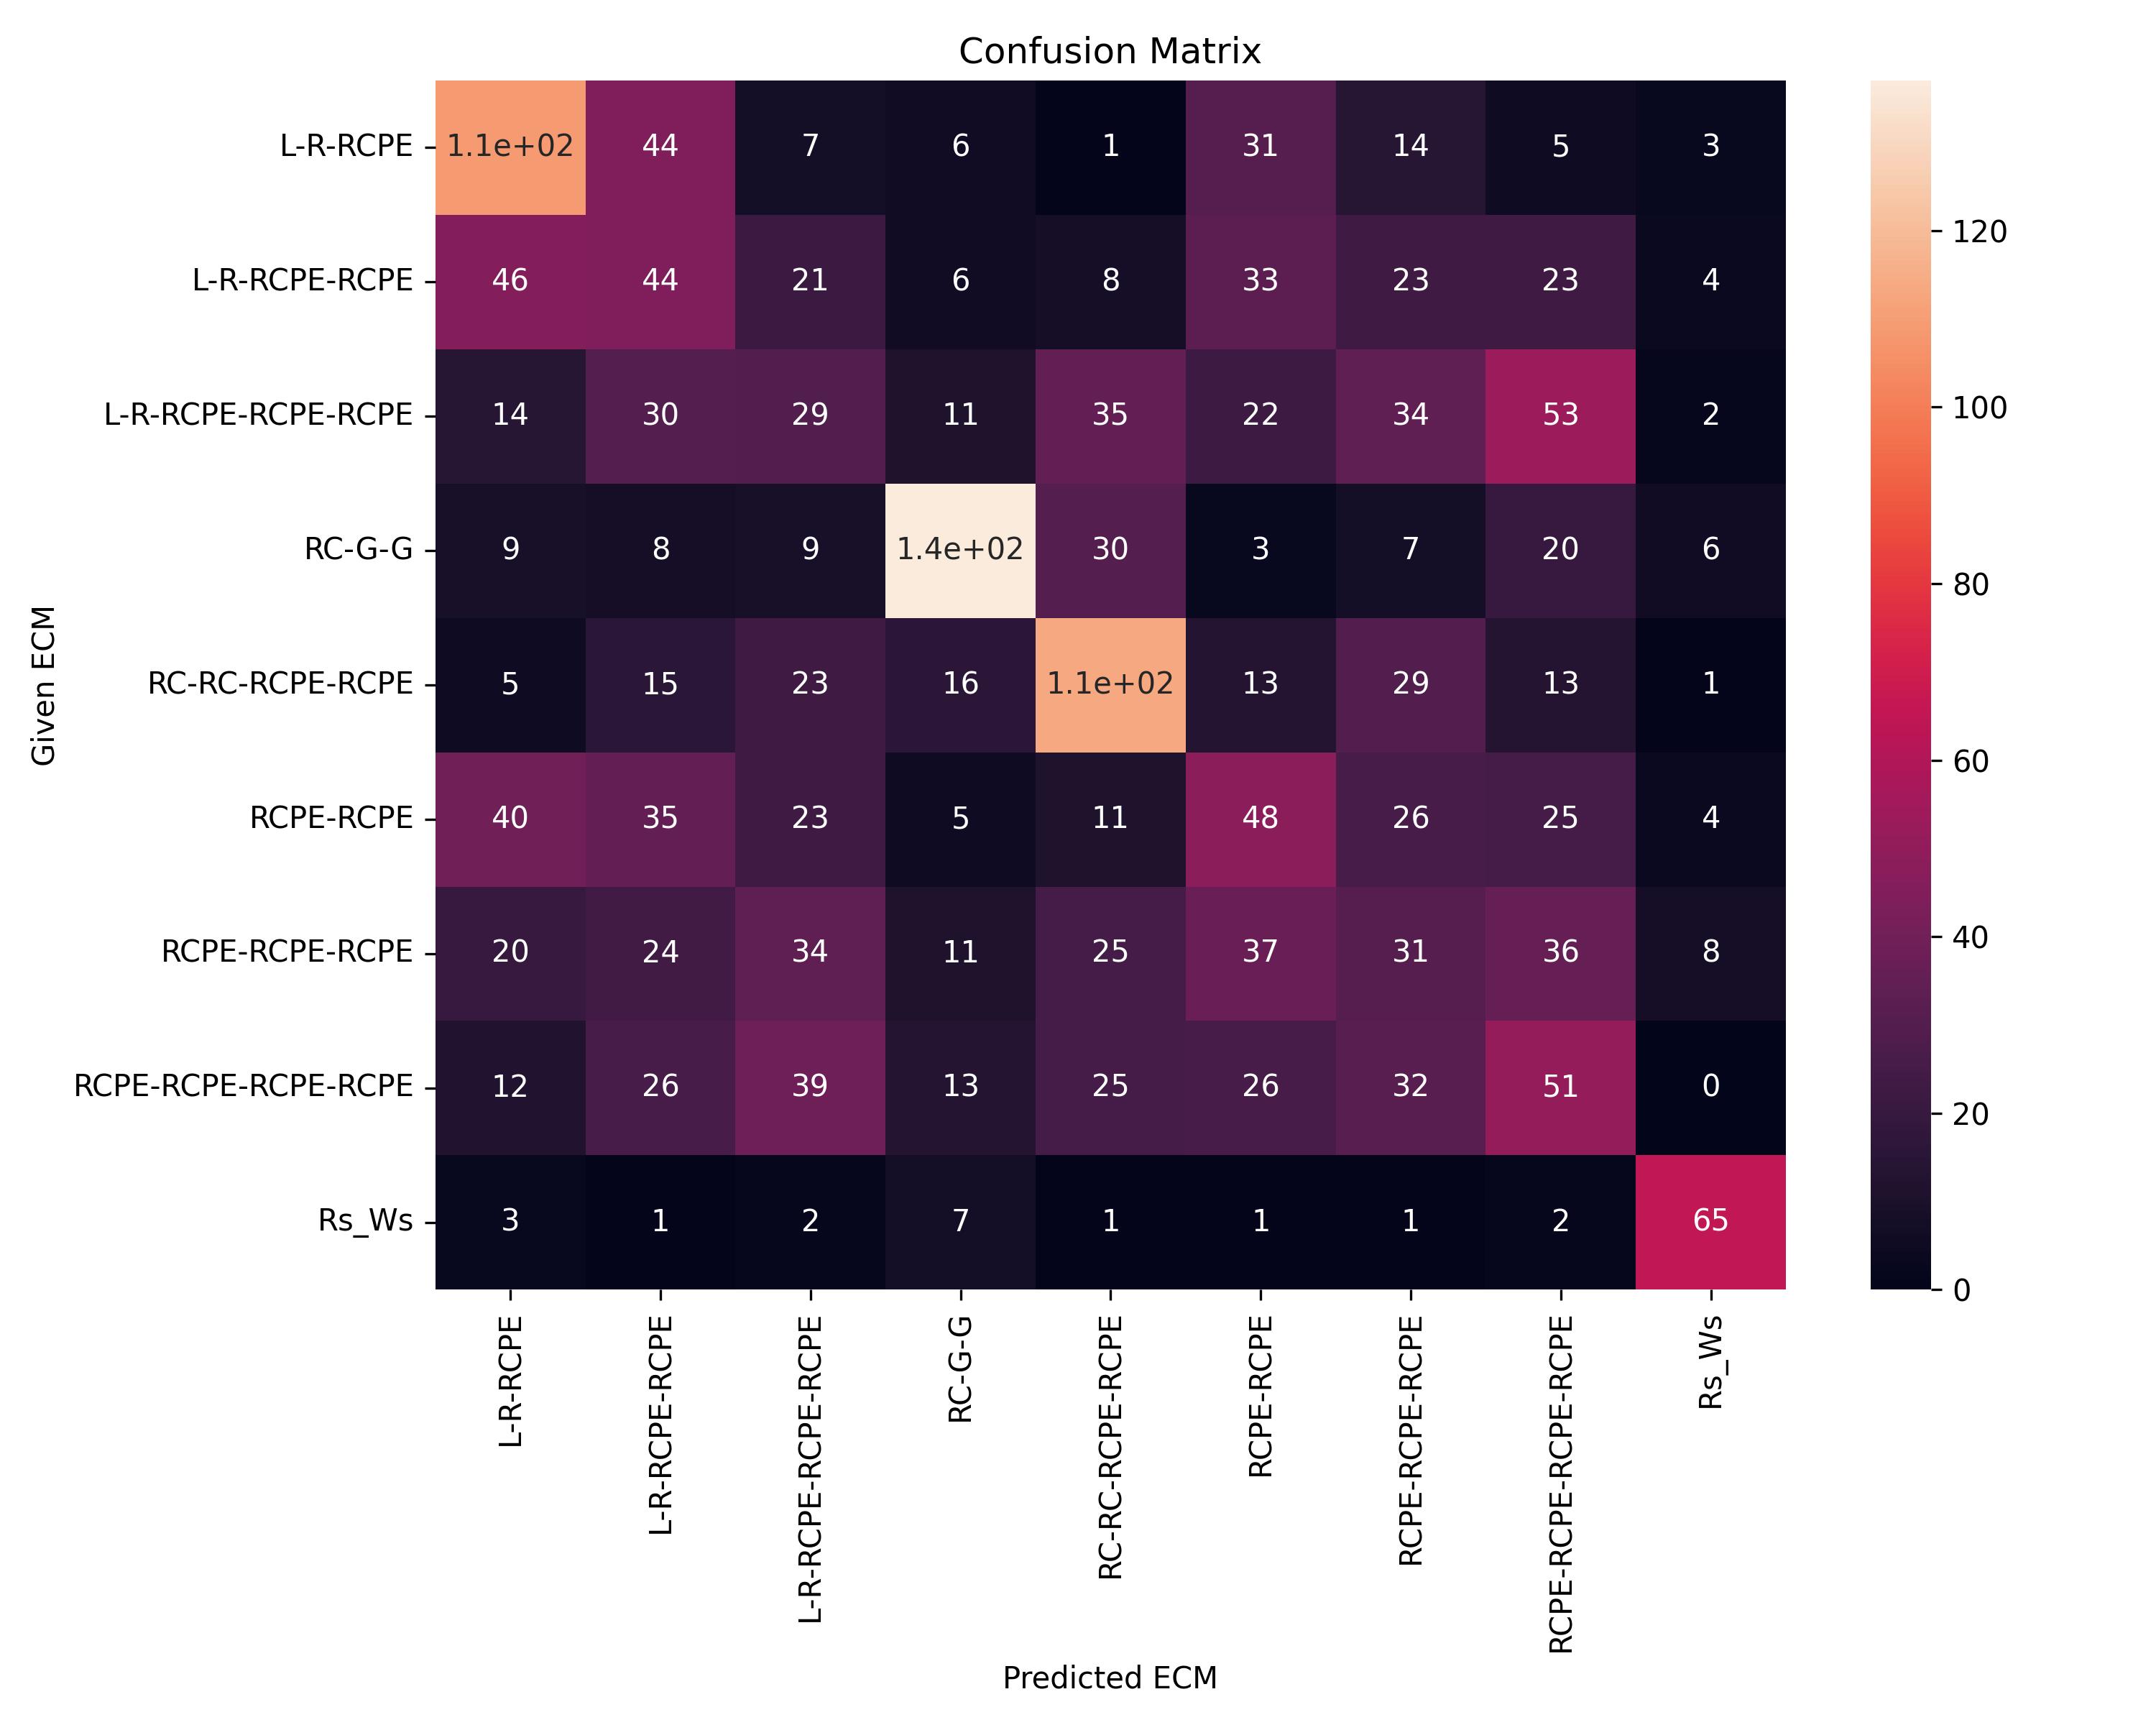 Confusion Matrix
Given ECM
L-R-RCPE 1.1e+02 44 7 6 1 31 14 5 3
L-R-RCPE-RCPE 46 44 21 6 8 33 23 23 4
L-R-RCPE-RCPE-RCPE 14 30 29 11 35 22 34 53 2
RC-G-G 9 8 9 1.4e+02 30 3 7 20 6
RC-RC-RCPE-RCPE 5 15 23 16 1.1e+02 13 29 13 1
RCPE-RCPE 40 35 23 5 11 48 26 25 4
RCPE-RCPE-RCPE 20 24 34 11 25 37 31 36 8
RCPE-RCPE-RCPE-RCPE 12 26 39 13 25 26 32 51 0
Rs_Ws 3 1 2 7 1 1 1 2 65
L-R-RCPE
L-R-RCPE-RCPE
L-R-RCPE-RCPE-RCPE
RC-G-G
RC-RC-RCPE-RCPE
RCPE-RCPE
RCPE-RCPE-RCPE
RCPE-RCPE-RCPE-RCPE
Rs_Ws
Predicted ECM
120
100
80
60
40
20
0